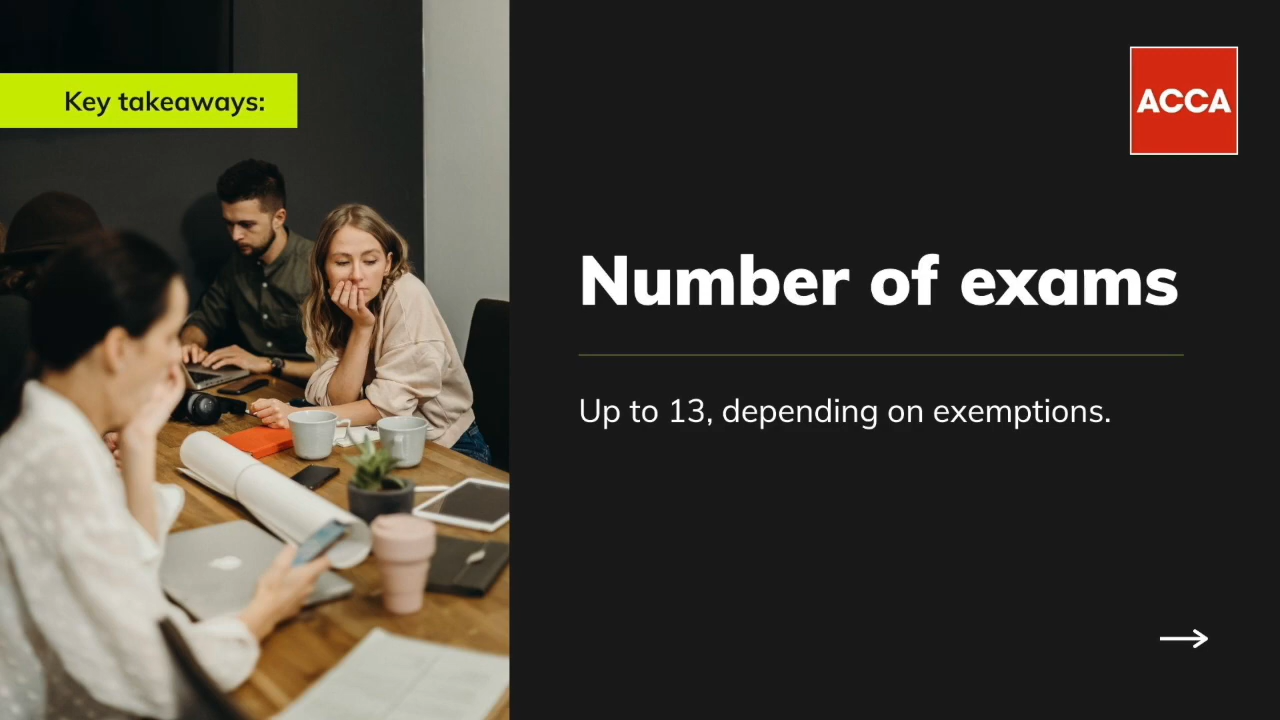 Key takeaways:
ACCA
Number of exams
Up to 13, depending on exemptions.